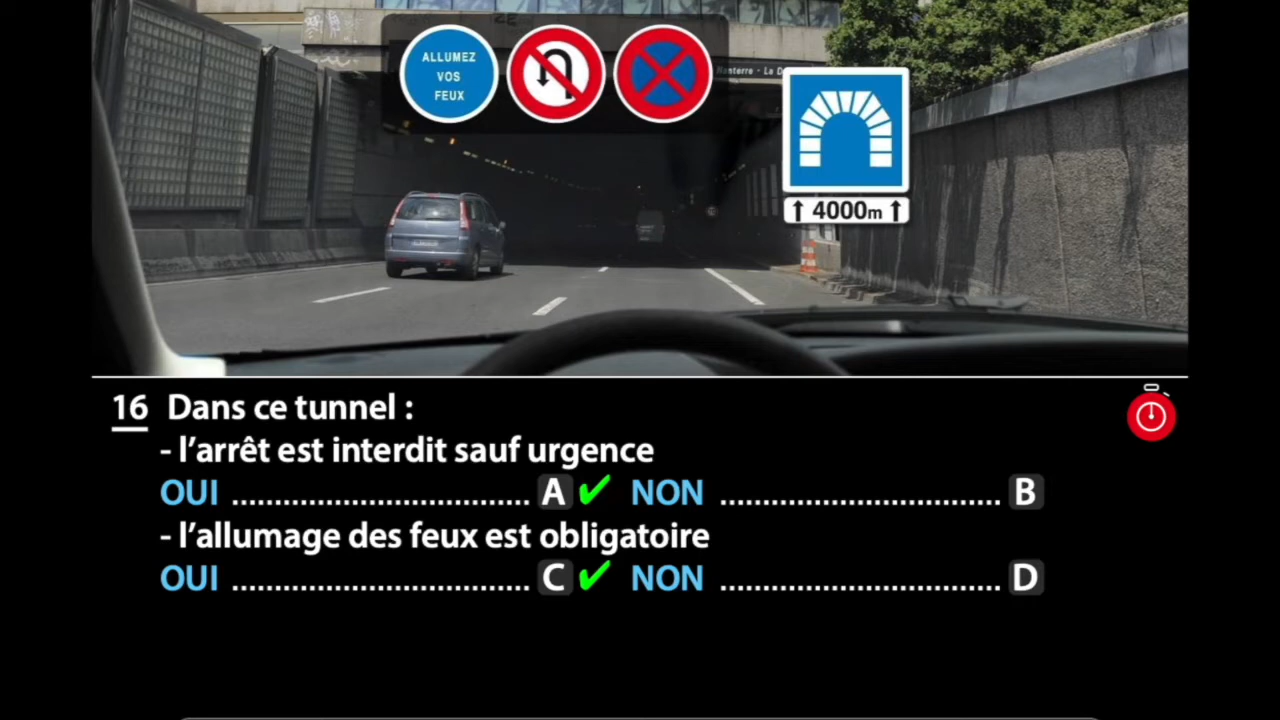 ALLUMEZ
VOS
FEUX
Nanterre · La D
↑ 4000m ↑
16 Dans ce tunnel :
- l’arrêt est interdit sauf urgence
OUI .................................. A ✔ NON ................................ B
- l’allumage des feux est obligatoire
OUI .................................. C ✔ NON ................................ D